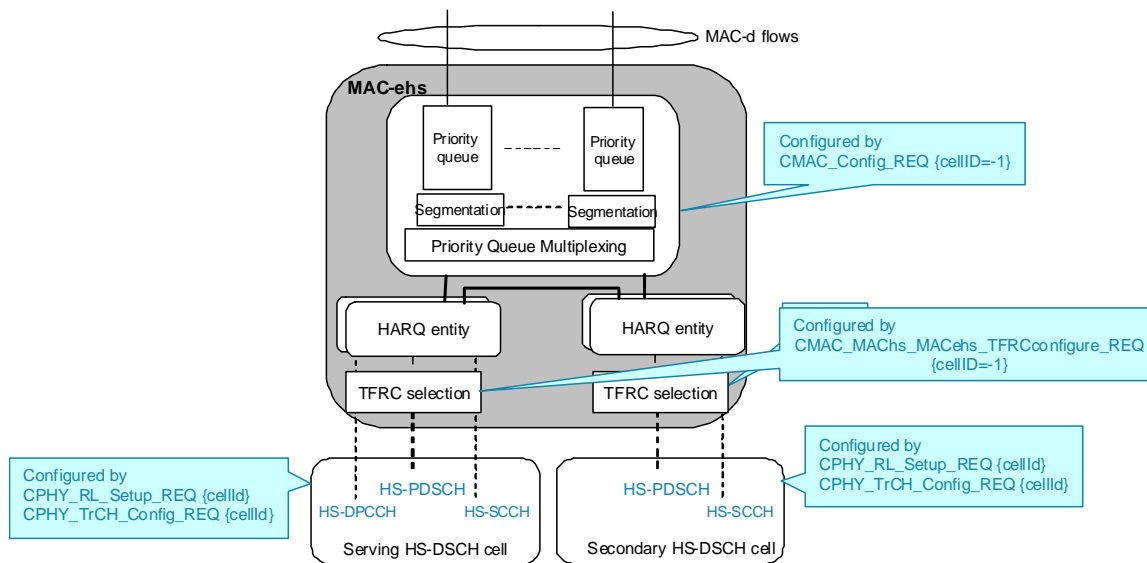 MAC-d flows
MAC-ehs
Priority
queue
Priority
queue
Configured by
CMAC_Config_REQ {cellID=-1}
Segmentation
Segmentation
Priority Queue Multiplexing
HARQ entity
HARQ entity
Configured by
CMAC_MAChs_MACehs_TFRCconfigure_REQ
{cellID=-1}
TFRC selection
TFRC selection
Configured by
CPHY_RL_Setup_REQ {cellId}
CPHY_TrCH_Config_REQ {cellId}
Configured by
CPHY_RL_Setup_REQ {cellId}
CPHY_TrCH_Config_REQ {cellId}
HS-PDSCH
HS-DPCCH
HS-SCCH
Serving HS-DSCH cell
HS-PDSCH
HS-SCCH
Secondary HS-DSCH cell